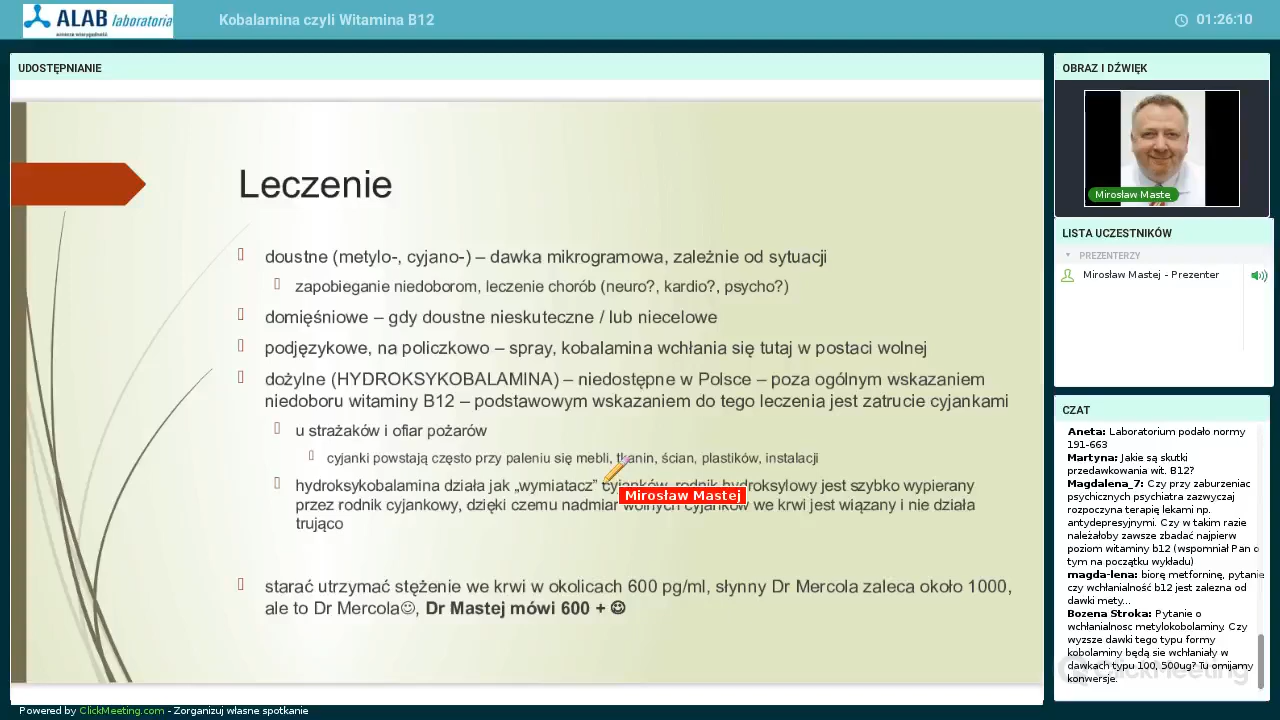 ALAB laboratoria
Kobalamina czyli Witamina B12
01:26:10
UDOSTĘPNIANIE
Leczenie
doustne (metylo-, cyjano-) – dawka mikrogramowa, zależnie od sytuacji
zapobieganie niedoborom, leczenie chorób (neuro?, kardio?, psycho?)
domięśniowe – gdy doustne nieskuteczne / lub niecelowe
podjęzykowe, na policzkowo – spray, kobalamina wchłania się tutaj w postaci wolnej
dożylne (HYDROKSYKOBALAMINA) – niedostępne w Polsce – poza ogólnym wskazaniem
niedoboru witaminy B12 – podstawowym wskazaniem do tego leczenia jest zatrucie cyjankami
u strażaków i ofiar pożarów
cyjanki powstają często przy paleniu się mebli, tkanin, ścian, plastików, instalacji
hydroksykobalamina działa jak „wymiatacz” cyjanków, rodnik hydroksylowy jest szybko wypierany
Mirosław Mastej
przez rodnik cyjankowy, dzięki czemu nadmiar wolnych cyjanków we krwi jest wiązany i nie działa
trująco
starać utrzymać stężenie we krwi w okolicach 600 pg/ml, słynny Dr Mercola zaleca około 1000,
ale to Dr Mercola☺, Dr Mastej mówi 600 + ☺
OBRAZ I DŹWIĘK
Mirosław Maste
LISTA UCZESTNIKÓW
PREZENTERZY
Mirosław Mastej - Prezenter
CZAT
Aneta: Laboratorium podało normy
191-663
Martyna: Jakie są skutki
przedawkowania wit. B12?
Magdalena_7: Czy przy zaburzeniac
psychicznych psychiatra zazwyczaj
rozpoczyna terapię lekami np.
antydepresyjnymi. Czy w takim razie
należałoby zawsze zbadać najpierw
poziom witaminy b12 (wspomniał Pan o
tym na początku wykładu)
magda-lena: biorę metforninę, pytanie
czy wchłanialność b12 jest zalezna od
dawki mety...
Bozena Stroka: Pytanie o
wchłanialnosc metylokobolaminy. Czy
wyzsze dawki tego typu formy
kobolaminy będą sie wchłaniały w
dawkach typu 100, 500ug? Tu omijamy
konwersje.
ClickMeeting
Powered by ClickMeeting.com - Zorganizuj własne spotkanie